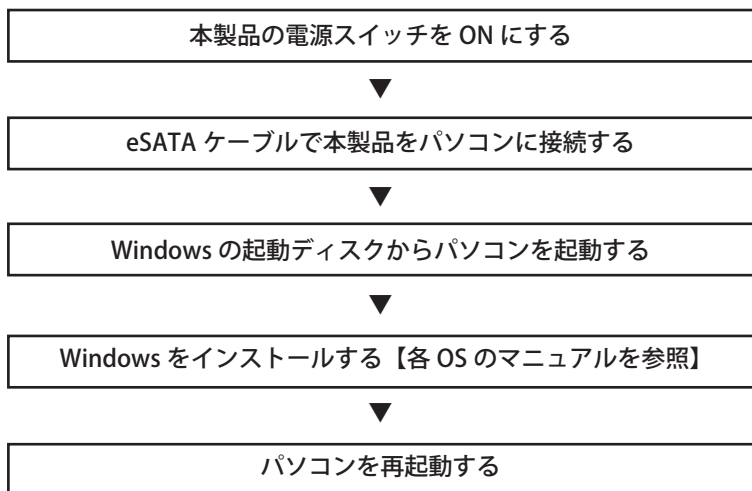 本製品の電源スイッチを ON にする
▼
eSATA ケーブルで本製品をパソコンに接続する
▼
Windows の起動ディスクからパソコンを起動する
▼
Windows をインストールする【各 OS のマニュアルを参照】
▼
パソコンを再起動する